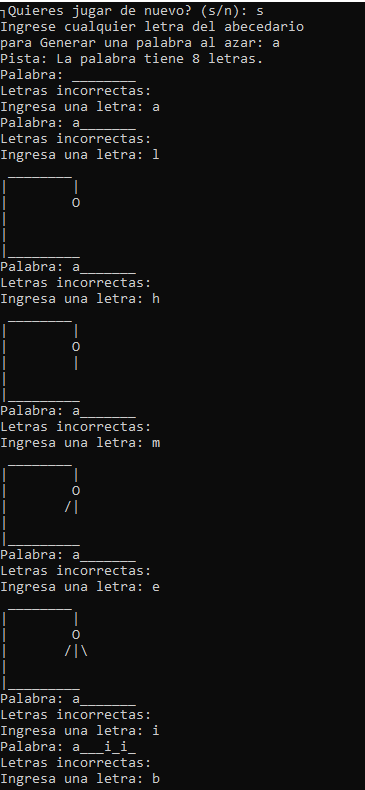 ┐Quieres jugar de nuevo? (s/n): s
Ingrese cualquier letra del abecedario
para Generar una palabra al azar: a
Pista: La palabra tiene 8 letras.
Palabra: ________
Letras incorrectas:
Ingresa una letra: a
Palabra: a_______
Letras incorrectas:
Ingresa una letra: l
 ________
|        |
|        O
|
|
|_________
Palabra: a_______
Letras incorrectas:
Ingresa una letra: h
 ________
|        |
|        O
|        |
|
|_________
Palabra: a_______
Letras incorrectas:
Ingresa una letra: m
 ________
|        |
|        O
|       /|
|
|_________
Palabra: a_______
Letras incorrectas:
Ingresa una letra: e
 ________
|        |
|        O
|       /|\
|
|_________
Palabra: a_______
Letras incorrectas:
Ingresa una letra: i
Palabra: a___i_i_
Letras incorrectas:
Ingresa una letra: b